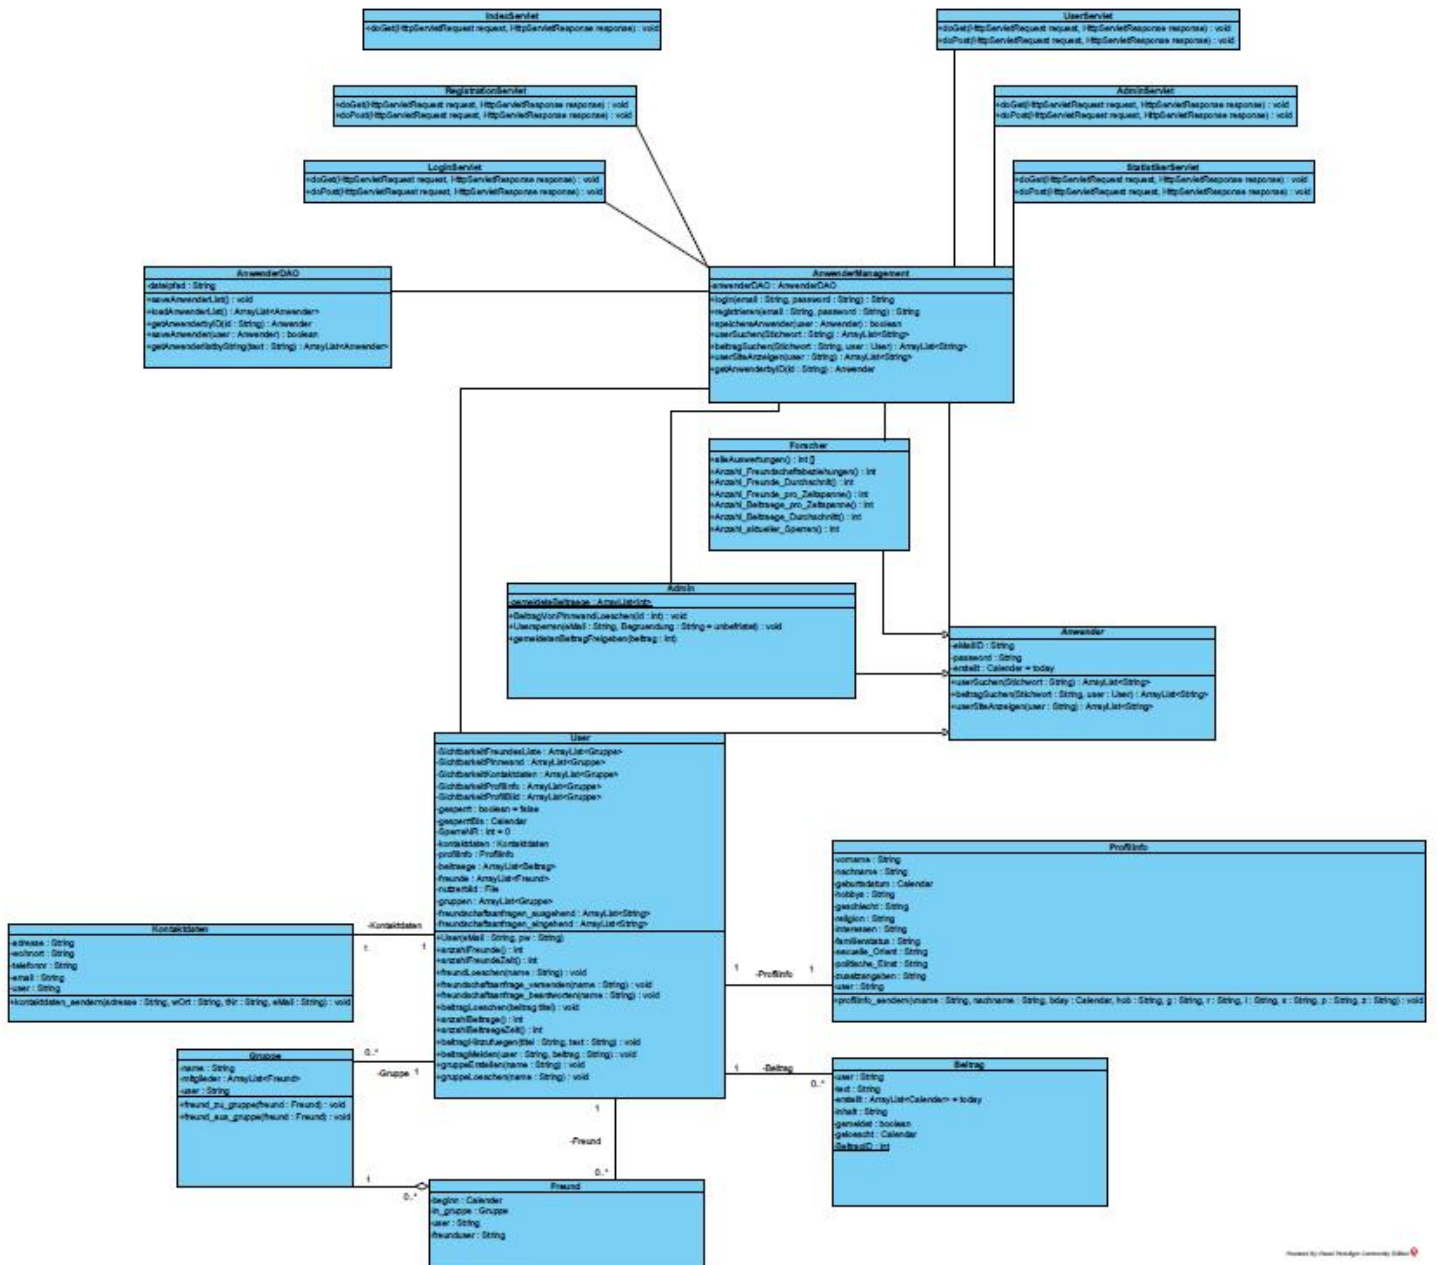 IndexServlet
+doGet(HttpServletRequest request, HttpServletResponse response) : void
UserServlet
+doGet(HttpServletRequest request, HttpServletResponse response) : void
+doPost(HttpServletRequest request, HttpServletResponse response) : void
RegistrationServlet
+doGet(HttpServletRequest request, HttpServletResponse response) : void
+doPost(HttpServletRequest request, HttpServletResponse response) : void
AdminServlet
+doGet(HttpServletRequest request, HttpServletResponse response) : void
+doPost(HttpServletRequest request, HttpServletResponse response) : void
LoginServlet
+doGet(HttpServletRequest request, HttpServletResponse response) : void
+doPost(HttpServletRequest request, HttpServletResponse response) : void
StatistikerServlet
+doGet(HttpServletRequest request, HttpServletResponse response) : void
+doPost(HttpServletRequest request, HttpServletResponse response) : void
AnwenderDAO
-dateipfad : String
+saveAnwenderList() : void
+loadAnwenderList() : ArrayList<Anwender>
+getAnwenderbyID(id : String) : Anwender
+saveAnwender(user : Anwender) : boolean
+getAnwenderlistbyString(text : String) : ArrayList<Anwender>
AnwenderManagement
-anwenderDAO : AnwenderDAO
+login(email : String, password : String) : String
+registrieren(email : String, password : String) : String
+speichereAnwender(user : Anwender) : boolean
+userSuchen(Stichwort : String) : ArrayList<String>
+beitragSuchen(Stichwort : String, user : User) : ArrayList<String>
+userSiteAnzeigen(user : String) : ArrayList<String>
+getAnwenderbyID(id : String) : Anwender
Forscher
+alleAuswertungen() : int []
+Anzahl_Freundschaftsbeziehungen() : int
+Anzahl_Freunde_Durchschnitt() : int
+Anzahl_Freunde_pro_Zeitspanne() : int
+Anzahl_Beitraege_pro_Zeitspanne() : int
+Anzahl_Beitraege_Durchschnitt() : int
+Anzahl_aktueller_Sperren() : int
Admin
-gemeldeteBeitraege : ArrayList<int>
+BeitragVonPinnwandLoeschen(id : int) : void
+Usersperren(eMail : String, Begruendung : String = unbefristet) : void
+gemeldetenBeitragFreigeben(beitrag : int)
Anwender
-eMailID : String
-password : String
-erstellt : Calender = today
+userSuchen(Stichwort : String) : ArrayList<String>
+beitragSuchen(Stichwort : String, user : User) : ArrayList<String>
+userSiteAnzeigen(user : String) : ArrayList<String>
User
-SichtbarkeitFreundesListe : ArrayList<Gruppe>
-SichtbarkeitPinnwand : ArrayList<Gruppe>
-SichtbarkeitKontaktdaten : ArrayList<Gruppe>
-SichtbarkeitProfilinfo : ArrayList<Gruppe>
-SichtbarkeitProfilBild : ArrayList<Gruppe>
-gesperrt : boolean = false
-gesperrtBis : Calendar
-SperreNR : int = 0
-kontaktdaten : Kontaktdaten
-profilinfo : Profilinfo
-beitraege : ArrayList<Beitrag>
-freunde : ArrayList<Freund>
-nutzerbild : File
-gruppen : ArrayList<Gruppe>
-freundschaftsanfragen_ausgehend : ArrayList<String>
-freundschaftsanfragen_eingehend : ArrayList<String>
+User(eMail : String, pw : String)
+anzahlFreunde() : int
+anzahlFreundeZeit() : int
+freundLoeschen(name : String) : void
+freundschaftsanfrage_versenden(name : String) : void
+freundschaftsanfrage_beantworten(name : String) : void
+beitragLoeschen(beitrag titel) : void
+anzahlBeitrage() : int
+anzahlBeitraegeZeit() : int
+beitragHinzufuegen(titel : String, text : String) : void
+beitragMelden(user : String, beitrag : String) : void
+gruppeErstellen(name : String) : void
+gruppeLoeschen(name : String) : void
ProfilInfo
-vorname : String
-nachname : String
-geburtsdatum : Calendar
-hobbys : String
-geschlecht : String
-religion : String
-interessen : String
-familienstatus : String
-sexuelle_Orient : String
-politische_Einst : String
-zusatzangaben : String
-user : String
+profilinfo_aendern(vname : String, nachname : String, bday : Calendar, hob : String, g : String, r : String, i : String, s : String, p : String, z : String) : void
Kontaktdaten
-adresse : String
-wohnort : String
-telefonnr : String
-email : String
-user : String
+kontaktdaten_aendern(adresse : String, wOrt : String, tNr : String, eMail : String) : void
-Kontaktdaten
1
1
1
-Profilinfo
1
Gruppe
-name : String
-mitglieder : ArrayList<Freund>
-user : String
+freund_zu_gruppe(freund : Freund) : void
+freund_aus_gruppe(freund : Freund) : void
0..*
-Gruppe
1
1
-Beitrag
0..*
Beitrag
-user : String
-text : String
-erstellt : ArrayList<Calender> = today
-inhalt : String
-gemeldet : boolean
-geloescht : Calendar
-BeitragID : int
1
-Freund
0..*
1
0..*
Freund
-beginn : Calender
-in_gruppe : Gruppe
-user : String
-freunduser : String
Powered By Visual Paradigm Community Edition